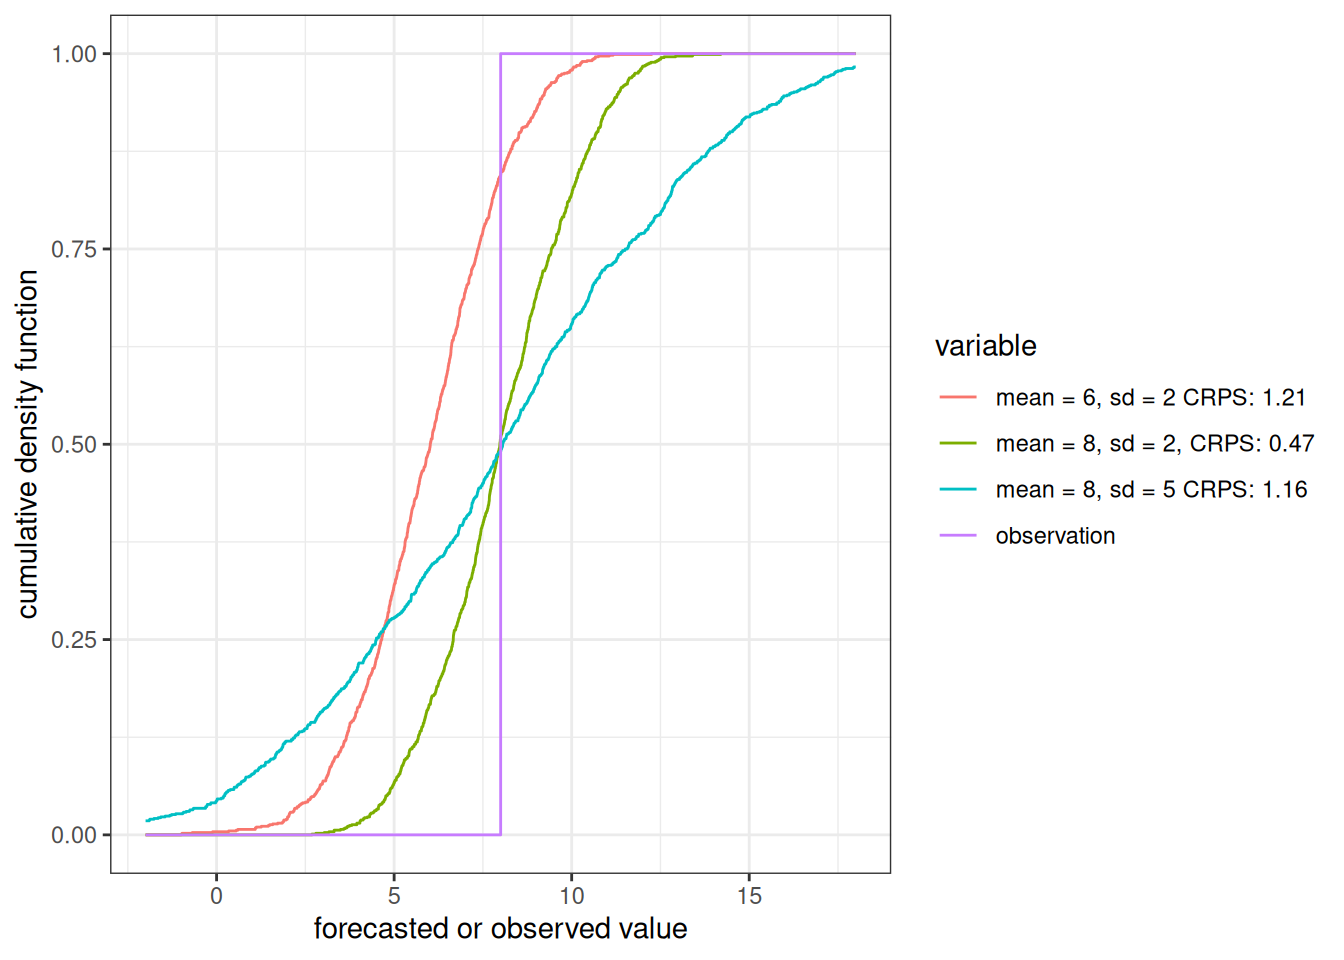 1.00
0.75
0.50
0.25
0.00
cumulative density function
0 5 10 15
forecasted or observed value
variable
mean = 6, sd = 2 CRPS: 1.21
mean = 8, sd = 2, CRPS: 0.47
mean = 8, sd = 5 CRPS: 1.16
observation